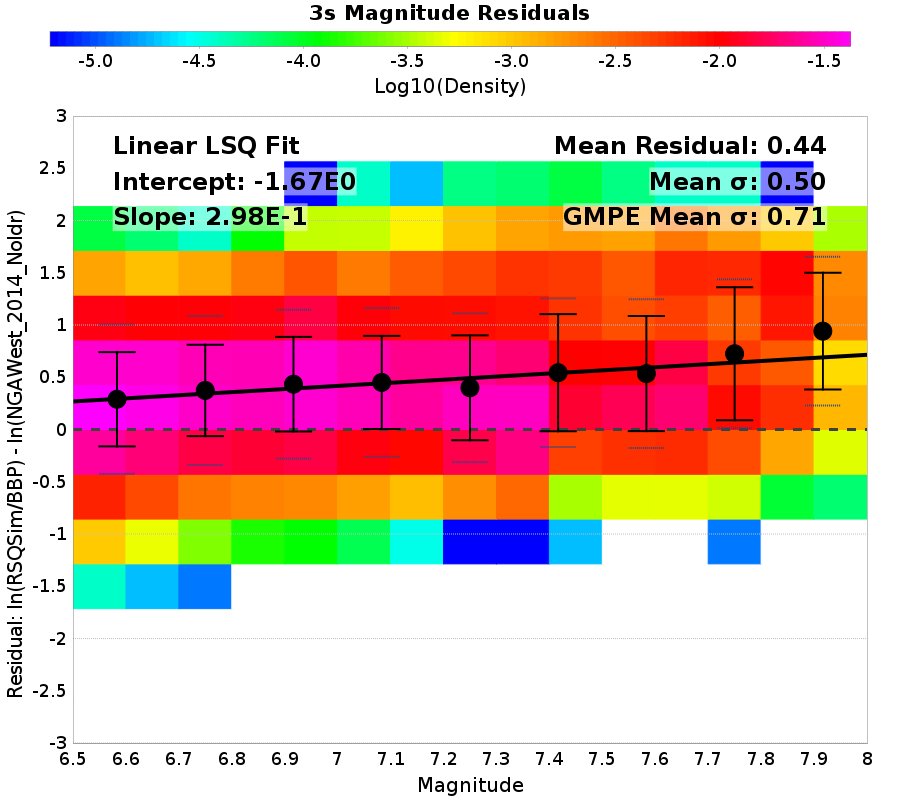 3s Magnitude Residuals
-5.0 -4.5 -4.0 -3.5 -3.0 -2.5 -2.0 -1.5
Log10(Density)
Linear LSQ Fit
Intercept: -1.67E0
Slope: 2.98E-1
Mean Residual: 0.44
Mean σ: 0.50
GMPE Mean σ: 0.71
Residual: ln(RSQSim/BBP) - ln(NGAWest_2014_NoIdr)
3
2.5
2
1.5
1
0.5
0
-0.5
-1
-1.5
-2
-2.5
-3
6.5 6.6 6.7 6.8 6.9 7 7.1 7.2 7.3 7.4 7.5 7.6 7.7 7.8 7.9 8
Magnitude